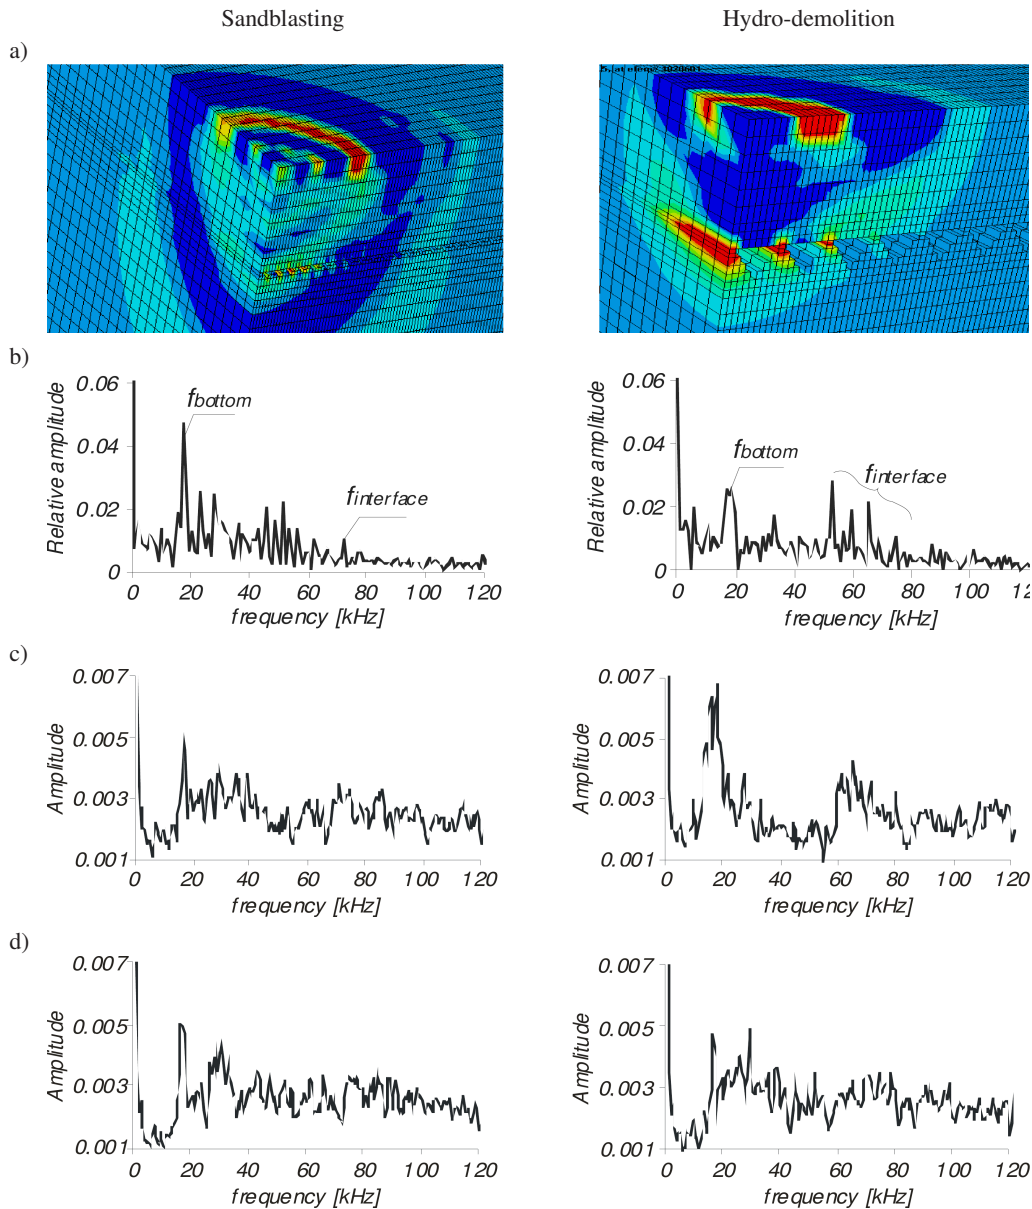 Sandblasting Hydro-demolition
a)
b)
0.06 0.04 0.02 0
Relative amplitude
fbottom
finterface
0 20 40 60 80 100 120
frequency [kHz]
0.06 0.04 0.02 0
Relative amplitude
fbottom
finterface
0 20 40 60 80 100
frequency [kHz]
c)
0.007 0.005 0.003 0.001
Amplitude
0 20 40 60 80 100 120
frequency [kHz]
0.007 0.005 0.003 0.001
Amplitude
0 20 40 60 80 100 120
frequency [kHz]
d)
0.007 0.005 0.003 0.001
Amplitude
0 20 40 60 80 100 120
frequency [kHz]
0.007 0.005 0.003 0.001
Amplitude
0 20 40 60 80 100 120
frequency [kHz]